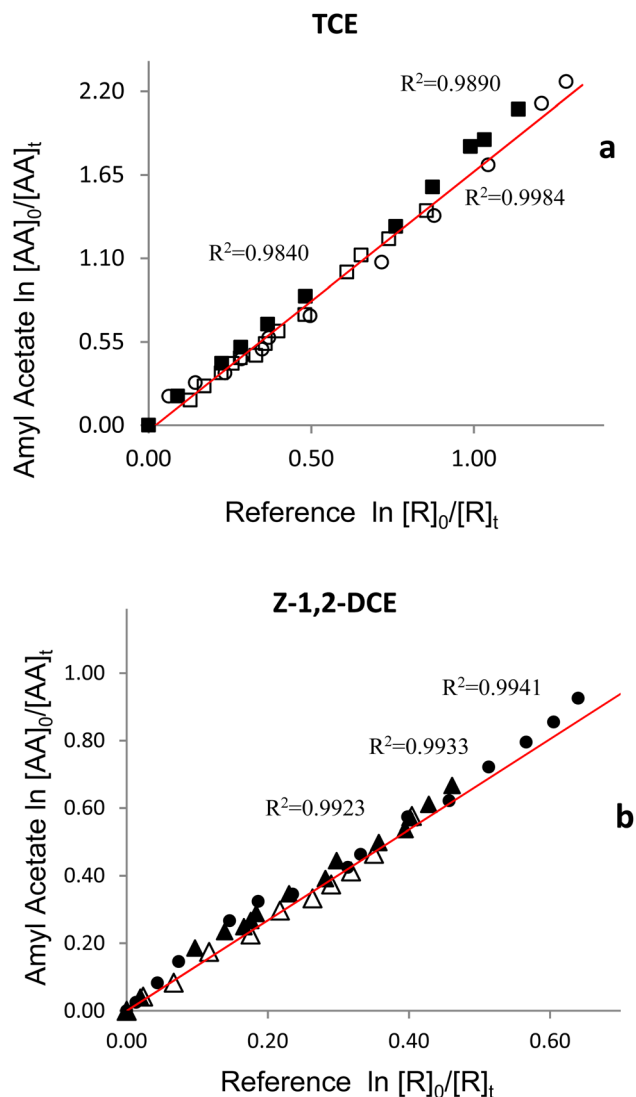 TCE
R²=0.9890
2.20
a
1.65
R²=0.9984
1.10
R²=0.9840
0.55
0.00
0.00 0.50 1.00
Amyl Acetate ln [AA]₀/[AA]ₜ
Reference ln [R]₀/[R]ₜ
Z-1,2-DCE
1.00
R²=0.9941
0.80
R²=0.9933
0.60
R²=0.9923
b
0.40
0.20
0.00
0.00 0.20 0.40 0.60
Amyl Acetate ln [AA]₀/[AA]ₜ
Reference ln [R]₀/[R]ₜ